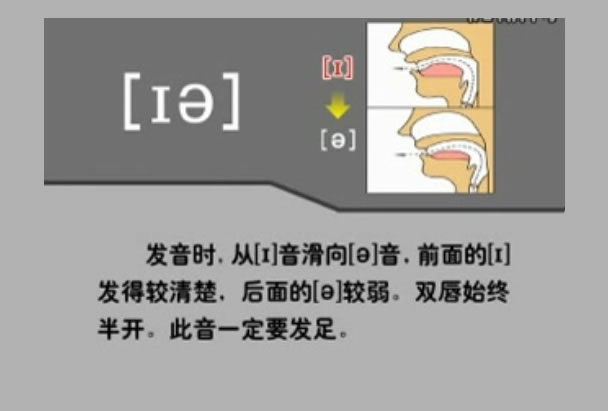 [ɪə]
[ɪ]
[ə]
发音时，从[ɪ]音滑向[ə]音，前面的[ɪ]
发得较清楚，后面的[ə]较弱。双唇始终
半开。此音一定要发足。